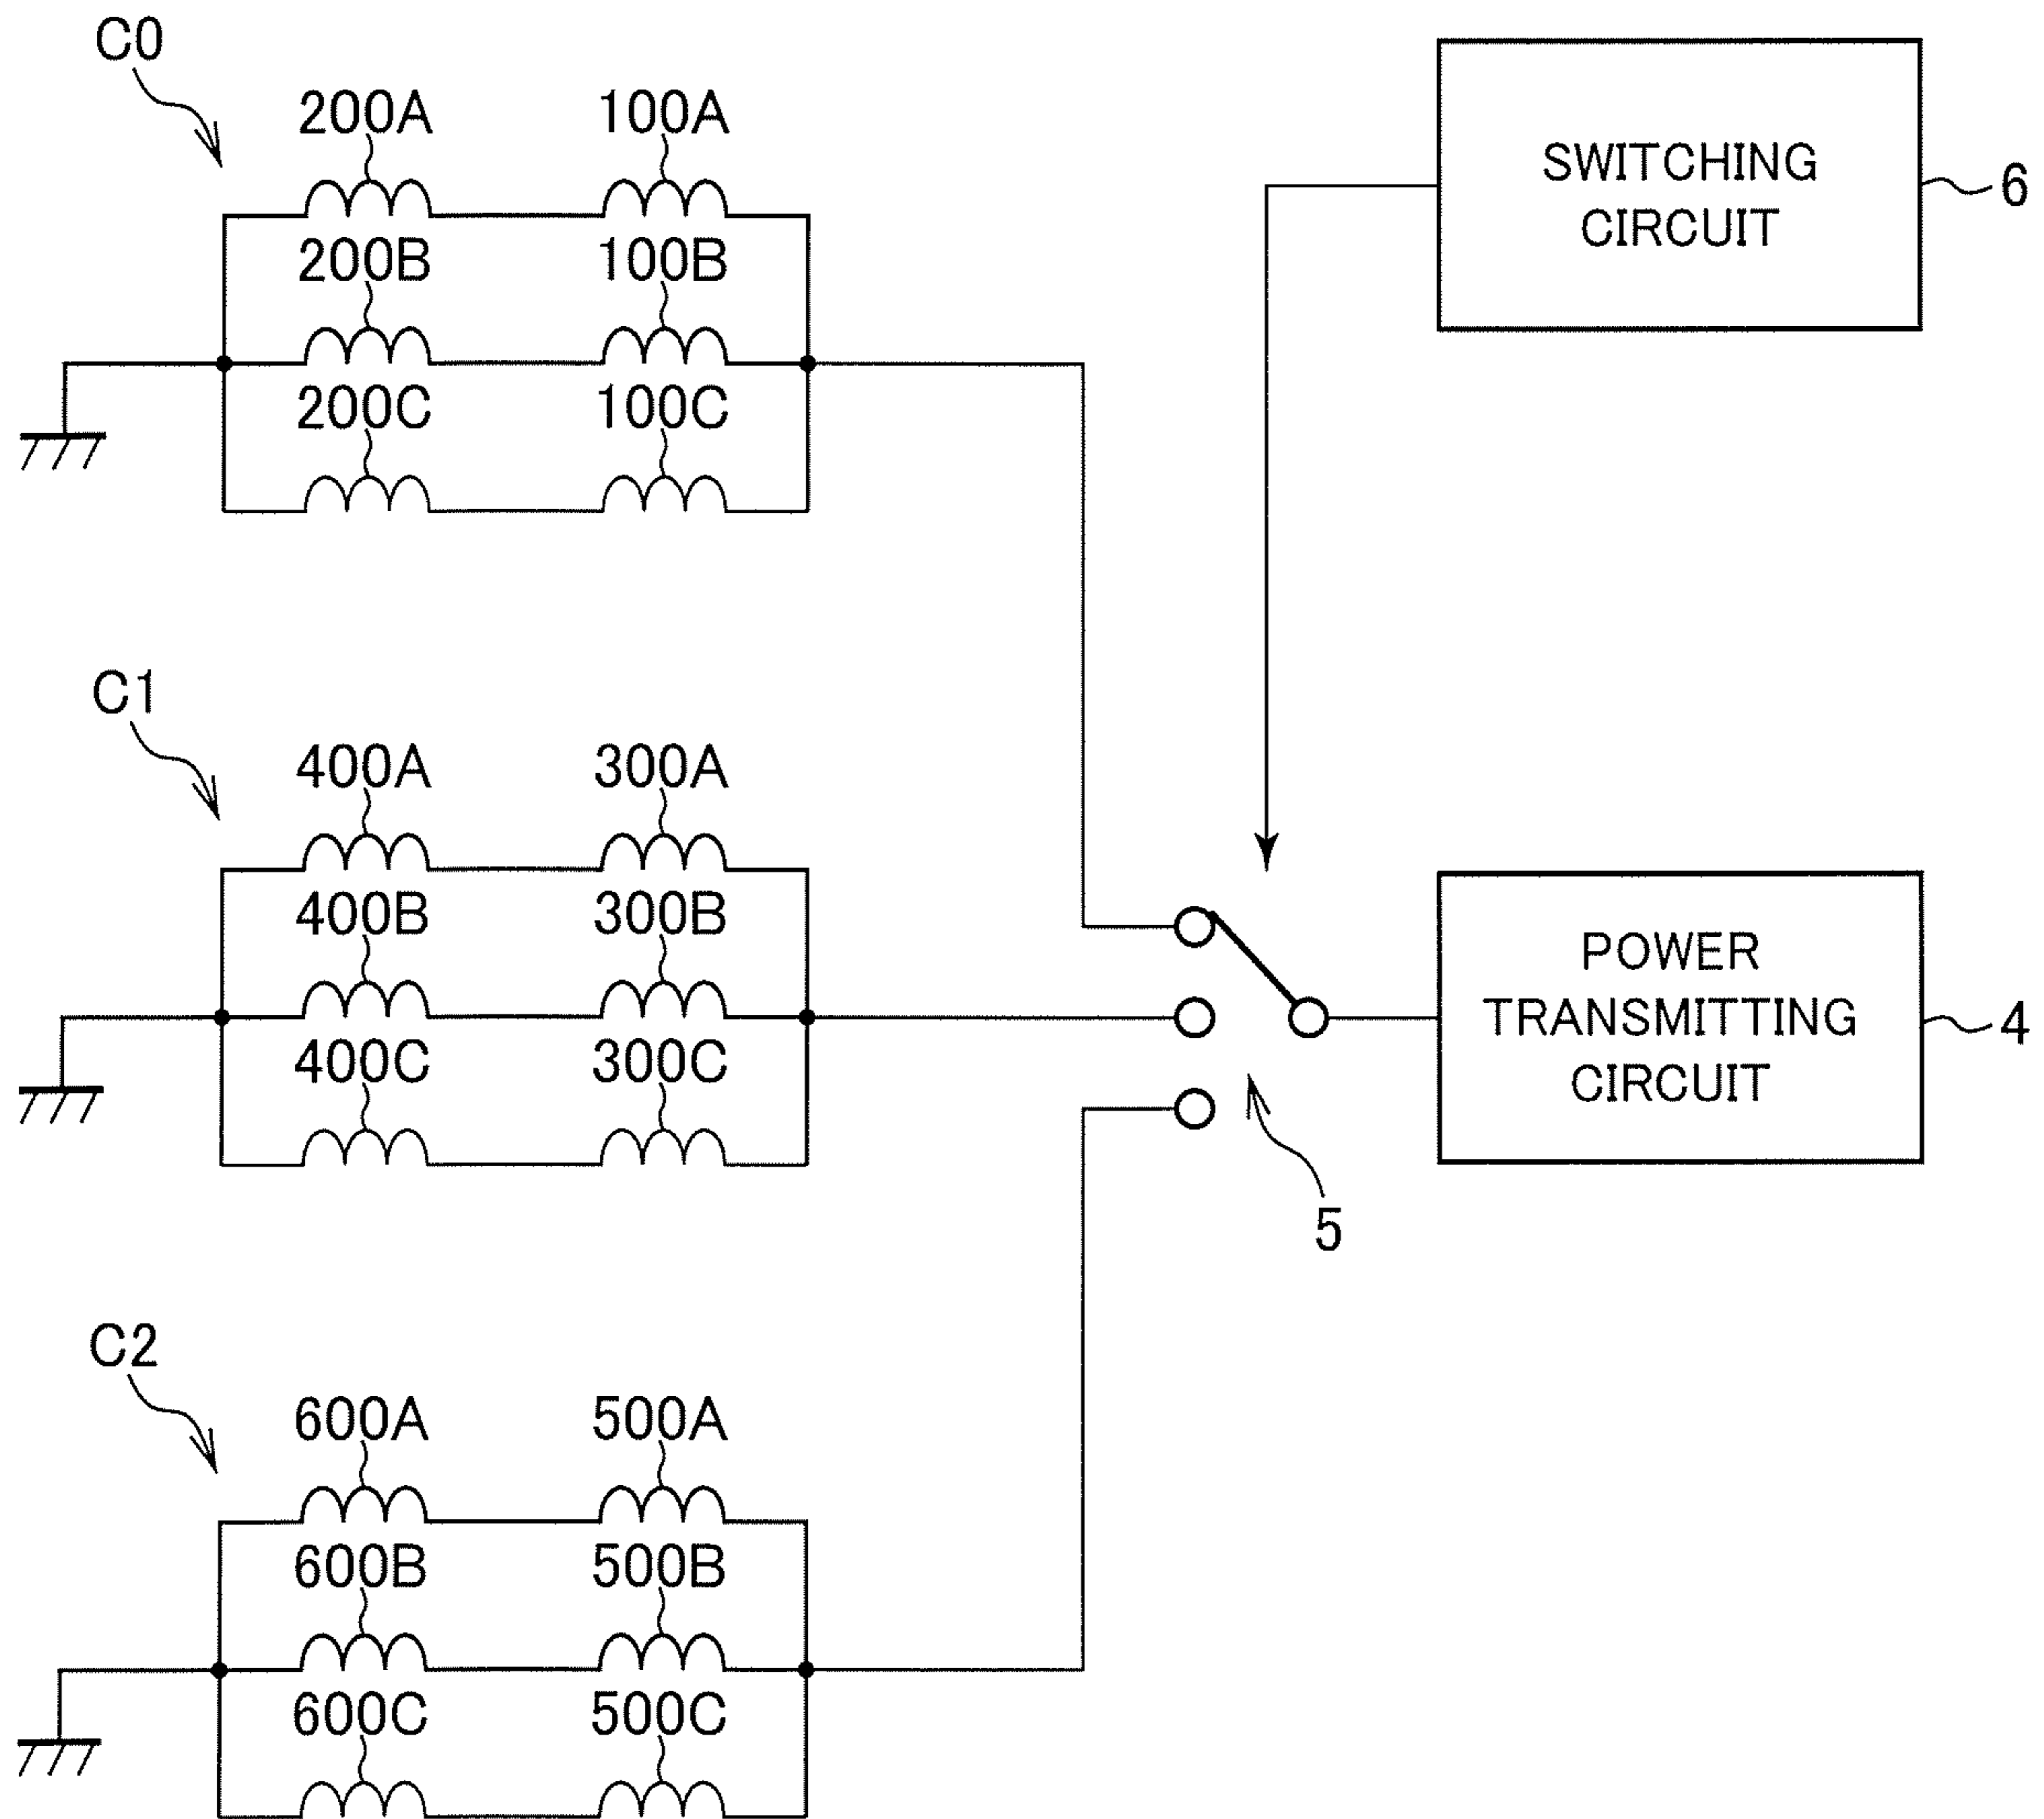 C0
200A 100A
200B 100B
200C 100C
SWITCHING
CIRCUIT
6
C1
400A 300A
400B 300B
400C 300C
POWER
TRANSMITTING
CIRCUIT
4
5
C2
600A 500A
600B 500B
600C 500C